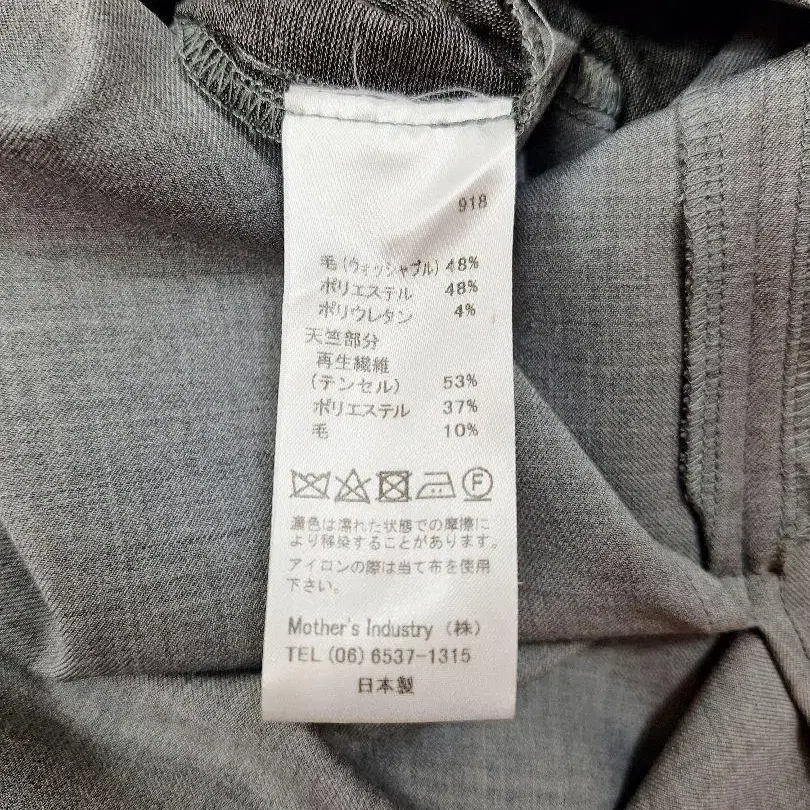 918
毛(ウォッシャブル) 48%
ポリエステル 48%
ポリウレタン 4%
天竺部分
再生繊維
(テンセル) 53%
ポリエステル 37%
毛 10%
F
濃色は濡れた状態での摩擦に
より移染することがあります。
アイロンの際は当て布を使用
下さい。
Mother's Industry (株)
TEL (06) 6537-1315
日本製